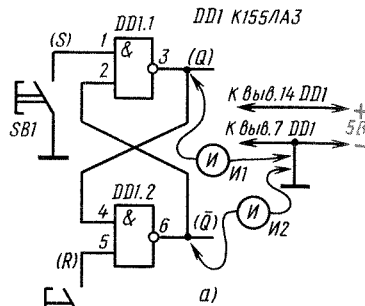 DD1.1
DD1 К155ЛА3
(S)
1
&
3
(Q)
2
SB1
К выв.14 DD1
+
К выв.7 DD1
5В
−
И
И1
DD1.2
4
&
6
(Q̄)
И
И2
(R)
5
а)